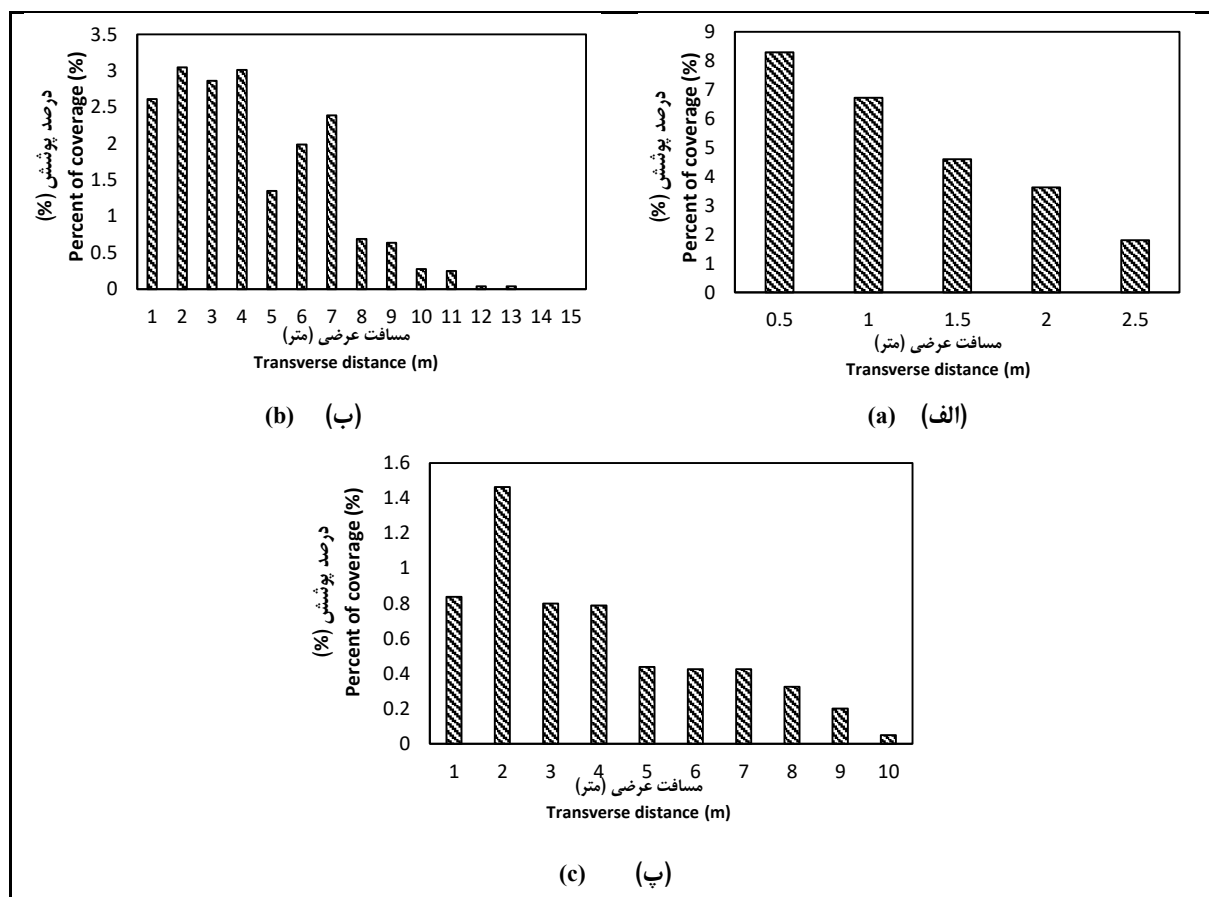 3.5
3
2.5
2
1.5
1
0.5
0
درصد پوشش (%)
Percent of coverage (%)
1 2 3 4 5 6 7 8 9 10 11 12 13 14 15
مسافت عرضی (متر)
Transverse distance (m)
(ب) (b)
9
8
7
6
5
4
3
2
1
0
درصد پوشش (%)
Percent of coverage (%)
0.5 1 1.5 2 2.5
مسافت عرضی (متر)
Transverse distance (m)
(الف) (a)
1.6
1.4
1.2
1
0.8
0.6
0.4
0.2
0
درصد پوشش (%)
Percent of coverage (%)
1 2 3 4 5 6 7 8 9 10
مسافت عرضی (متر)
Transverse distance (m)
(پ) (c)